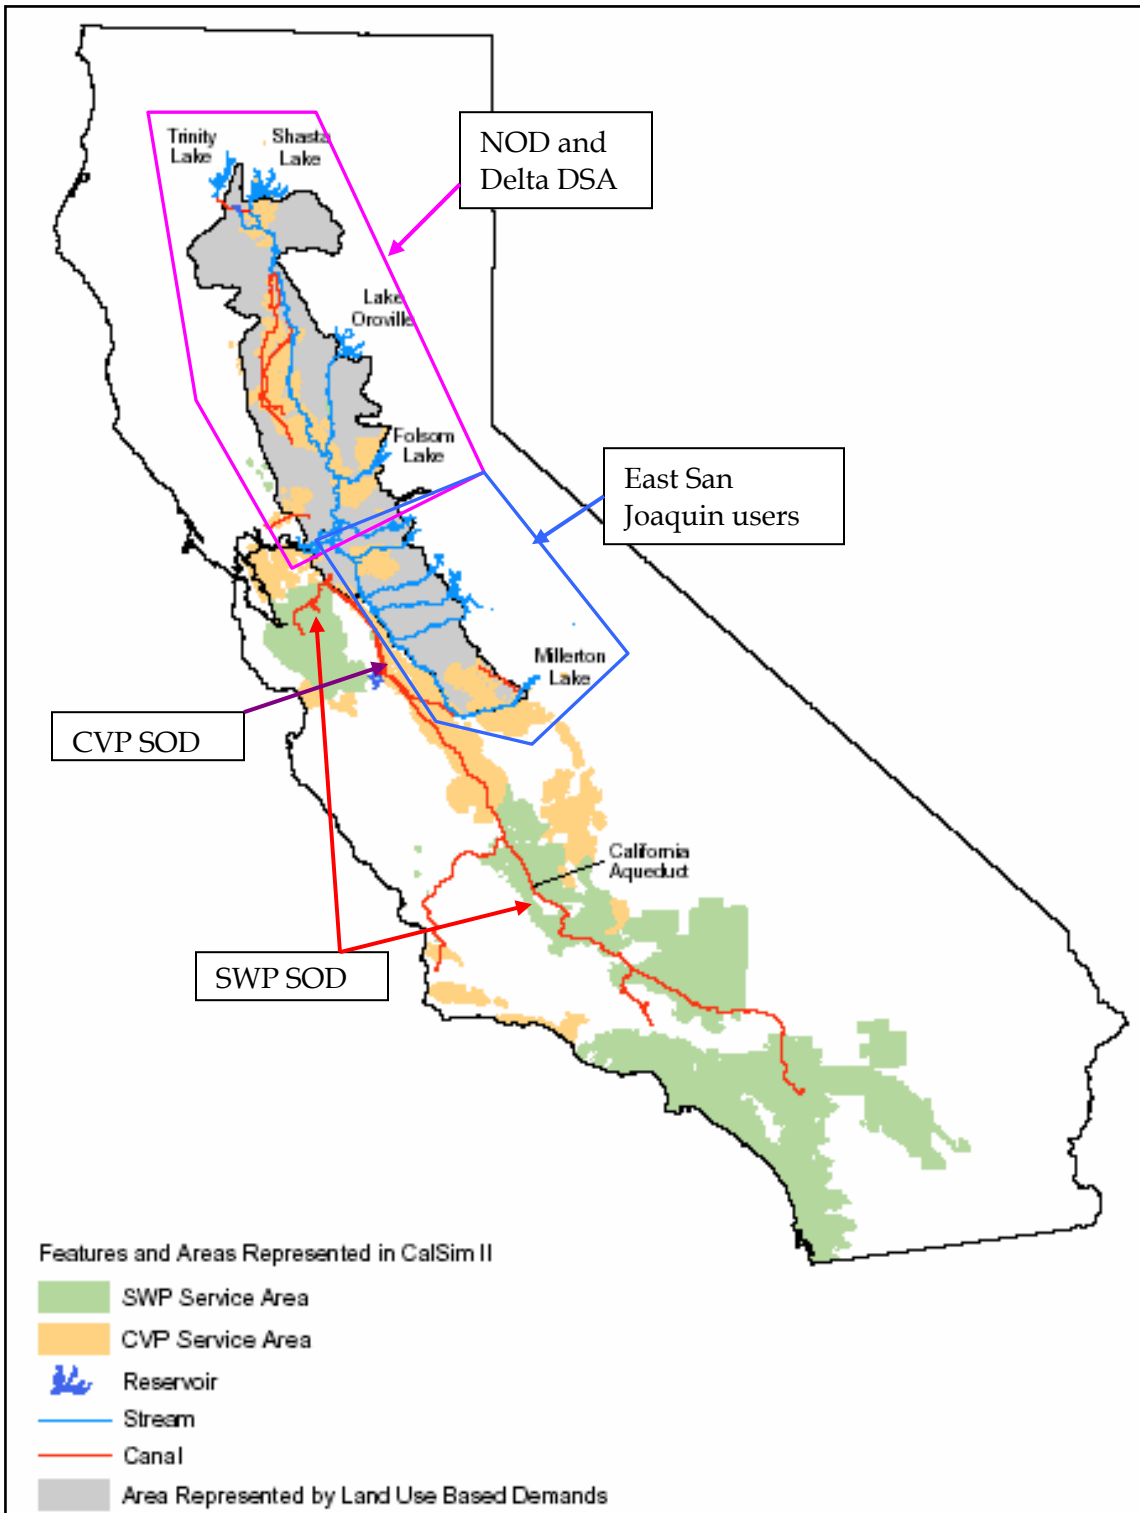 Trinity
Lake
Shasta
Lake
NOD and
Delta DSA
Lake
Oroville
Folsom
Lake
East San
Joaquin users
Millerton
Lake
CVP SOD
California
Aqueduct
SWP SOD
Features and Areas Represented in CalSim II
SWP Service Area
CVP Service Area
Reservoir
Stream
Canal
Area Represented by Land Use Based Demands